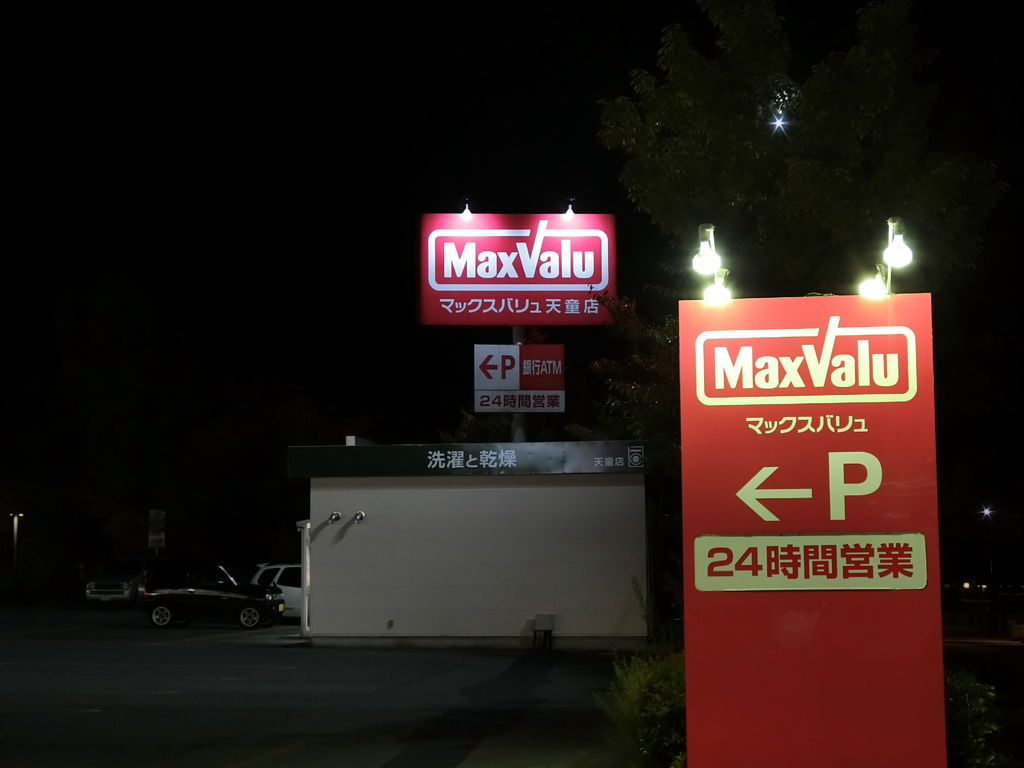 MaxValu
マックスバリュ天童店
←P 銀行ATM
24時間営業
洗濯と乾燥 天童店
MaxValu
マックスバリュ
←P
24時間営業